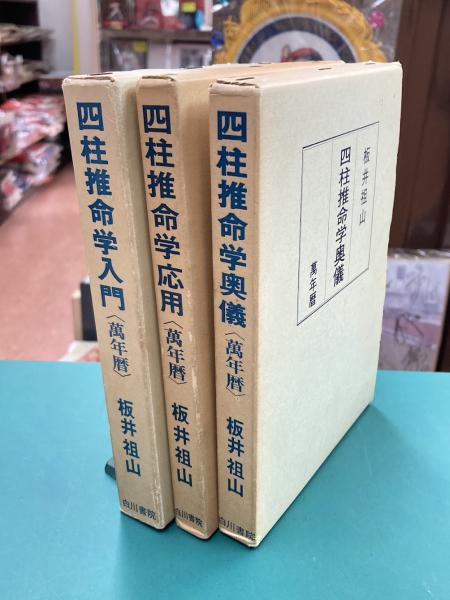 四柱推命学入門〈萬年暦〉 板井祖山
白川書院
四柱推命学応用〈萬年暦〉 板井祖山
白川書院
四柱推命学奥儀〈萬年暦〉 板井祖山
白川書院
板井祖山
四柱推命学奥儀
萬年暦